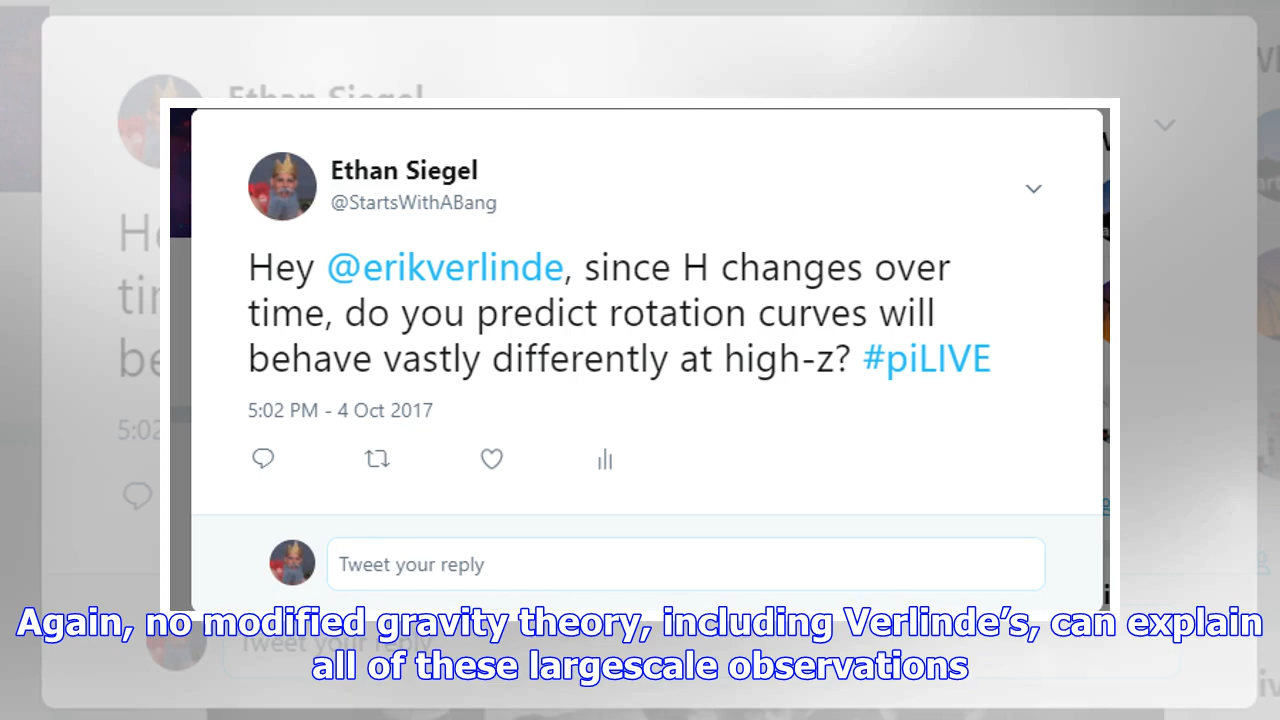 Ethan Siegel
@StartsWithABang
Hey @erikverlinde, since H changes over
time, do you predict rotation curves will
behave vastly differently at high-z? #piLIVE
5:02 PM - 4 Oct 2017
Tweet your reply
Again, no modified gravity theory, including Verlinde’s, can explain
all of these largescale observations